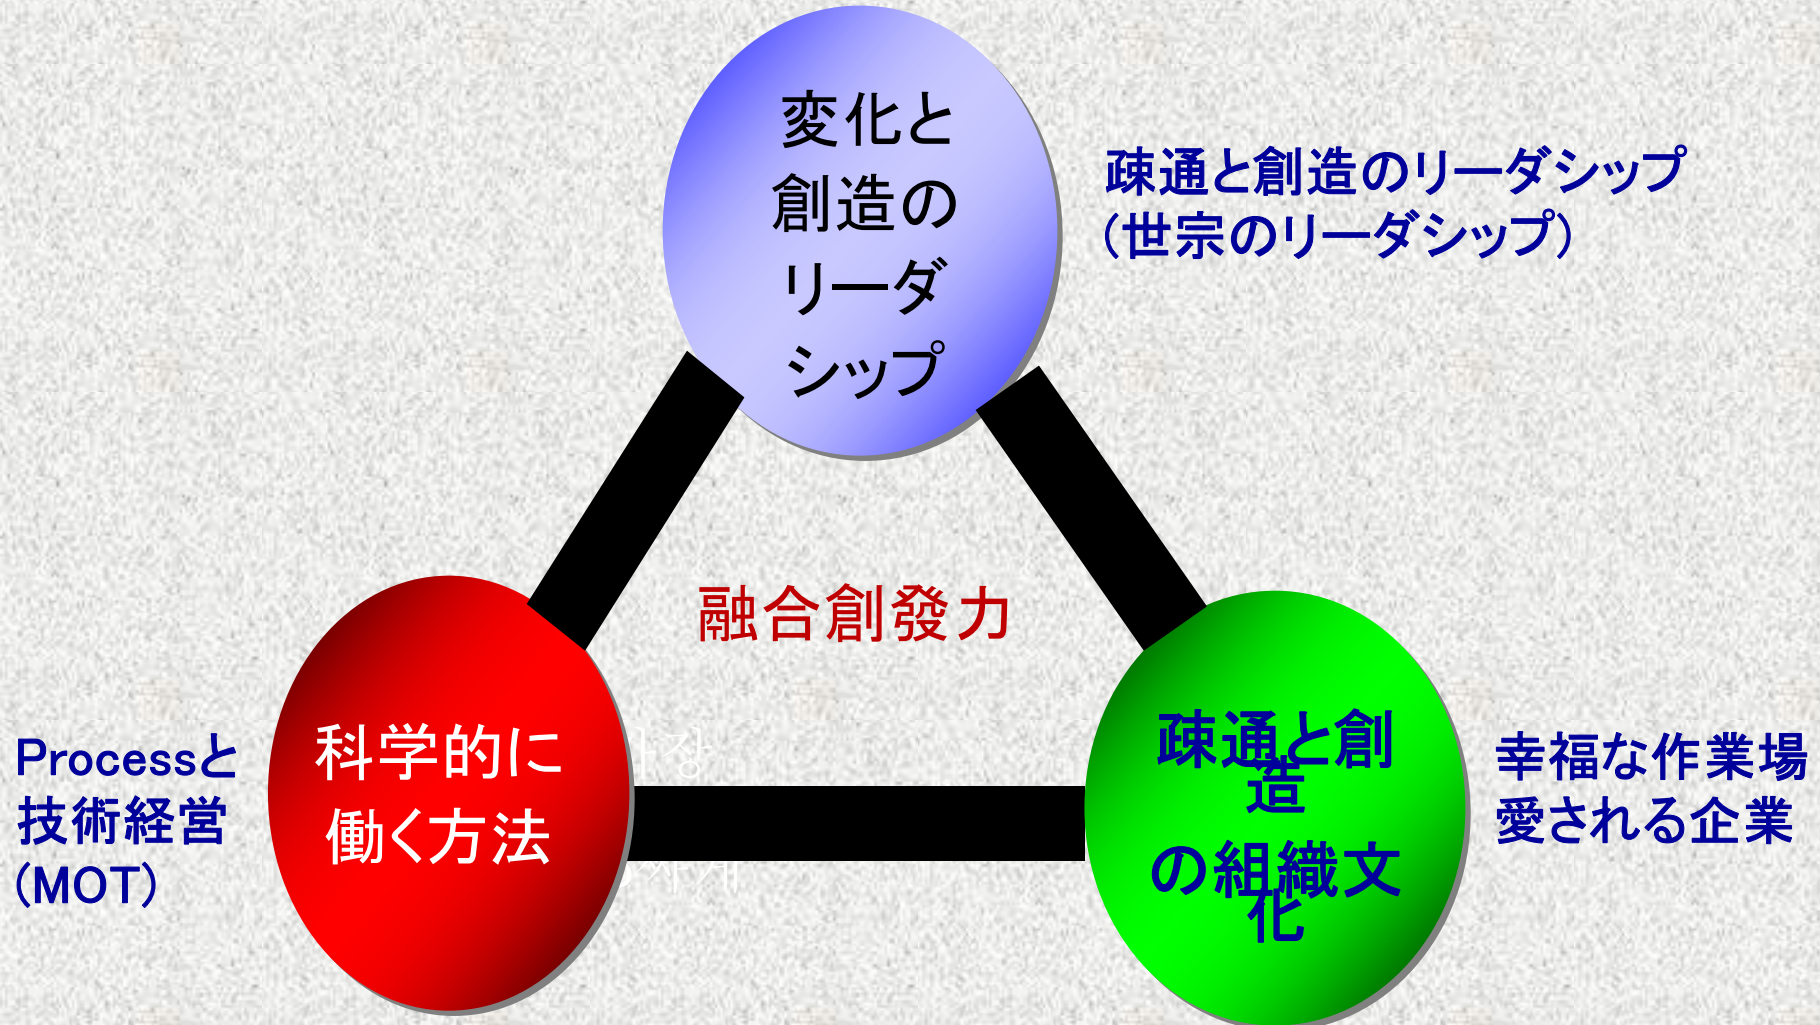 変化と
創造の
リーダ
シップ
疎通と創造のリーダシップ
(世宗のリーダシップ)
融合創發力
科学的に
働く方法
Processと
技術経営
(MOT)
疎通と創
造
の組織文
化
幸福な作業場
愛される企業